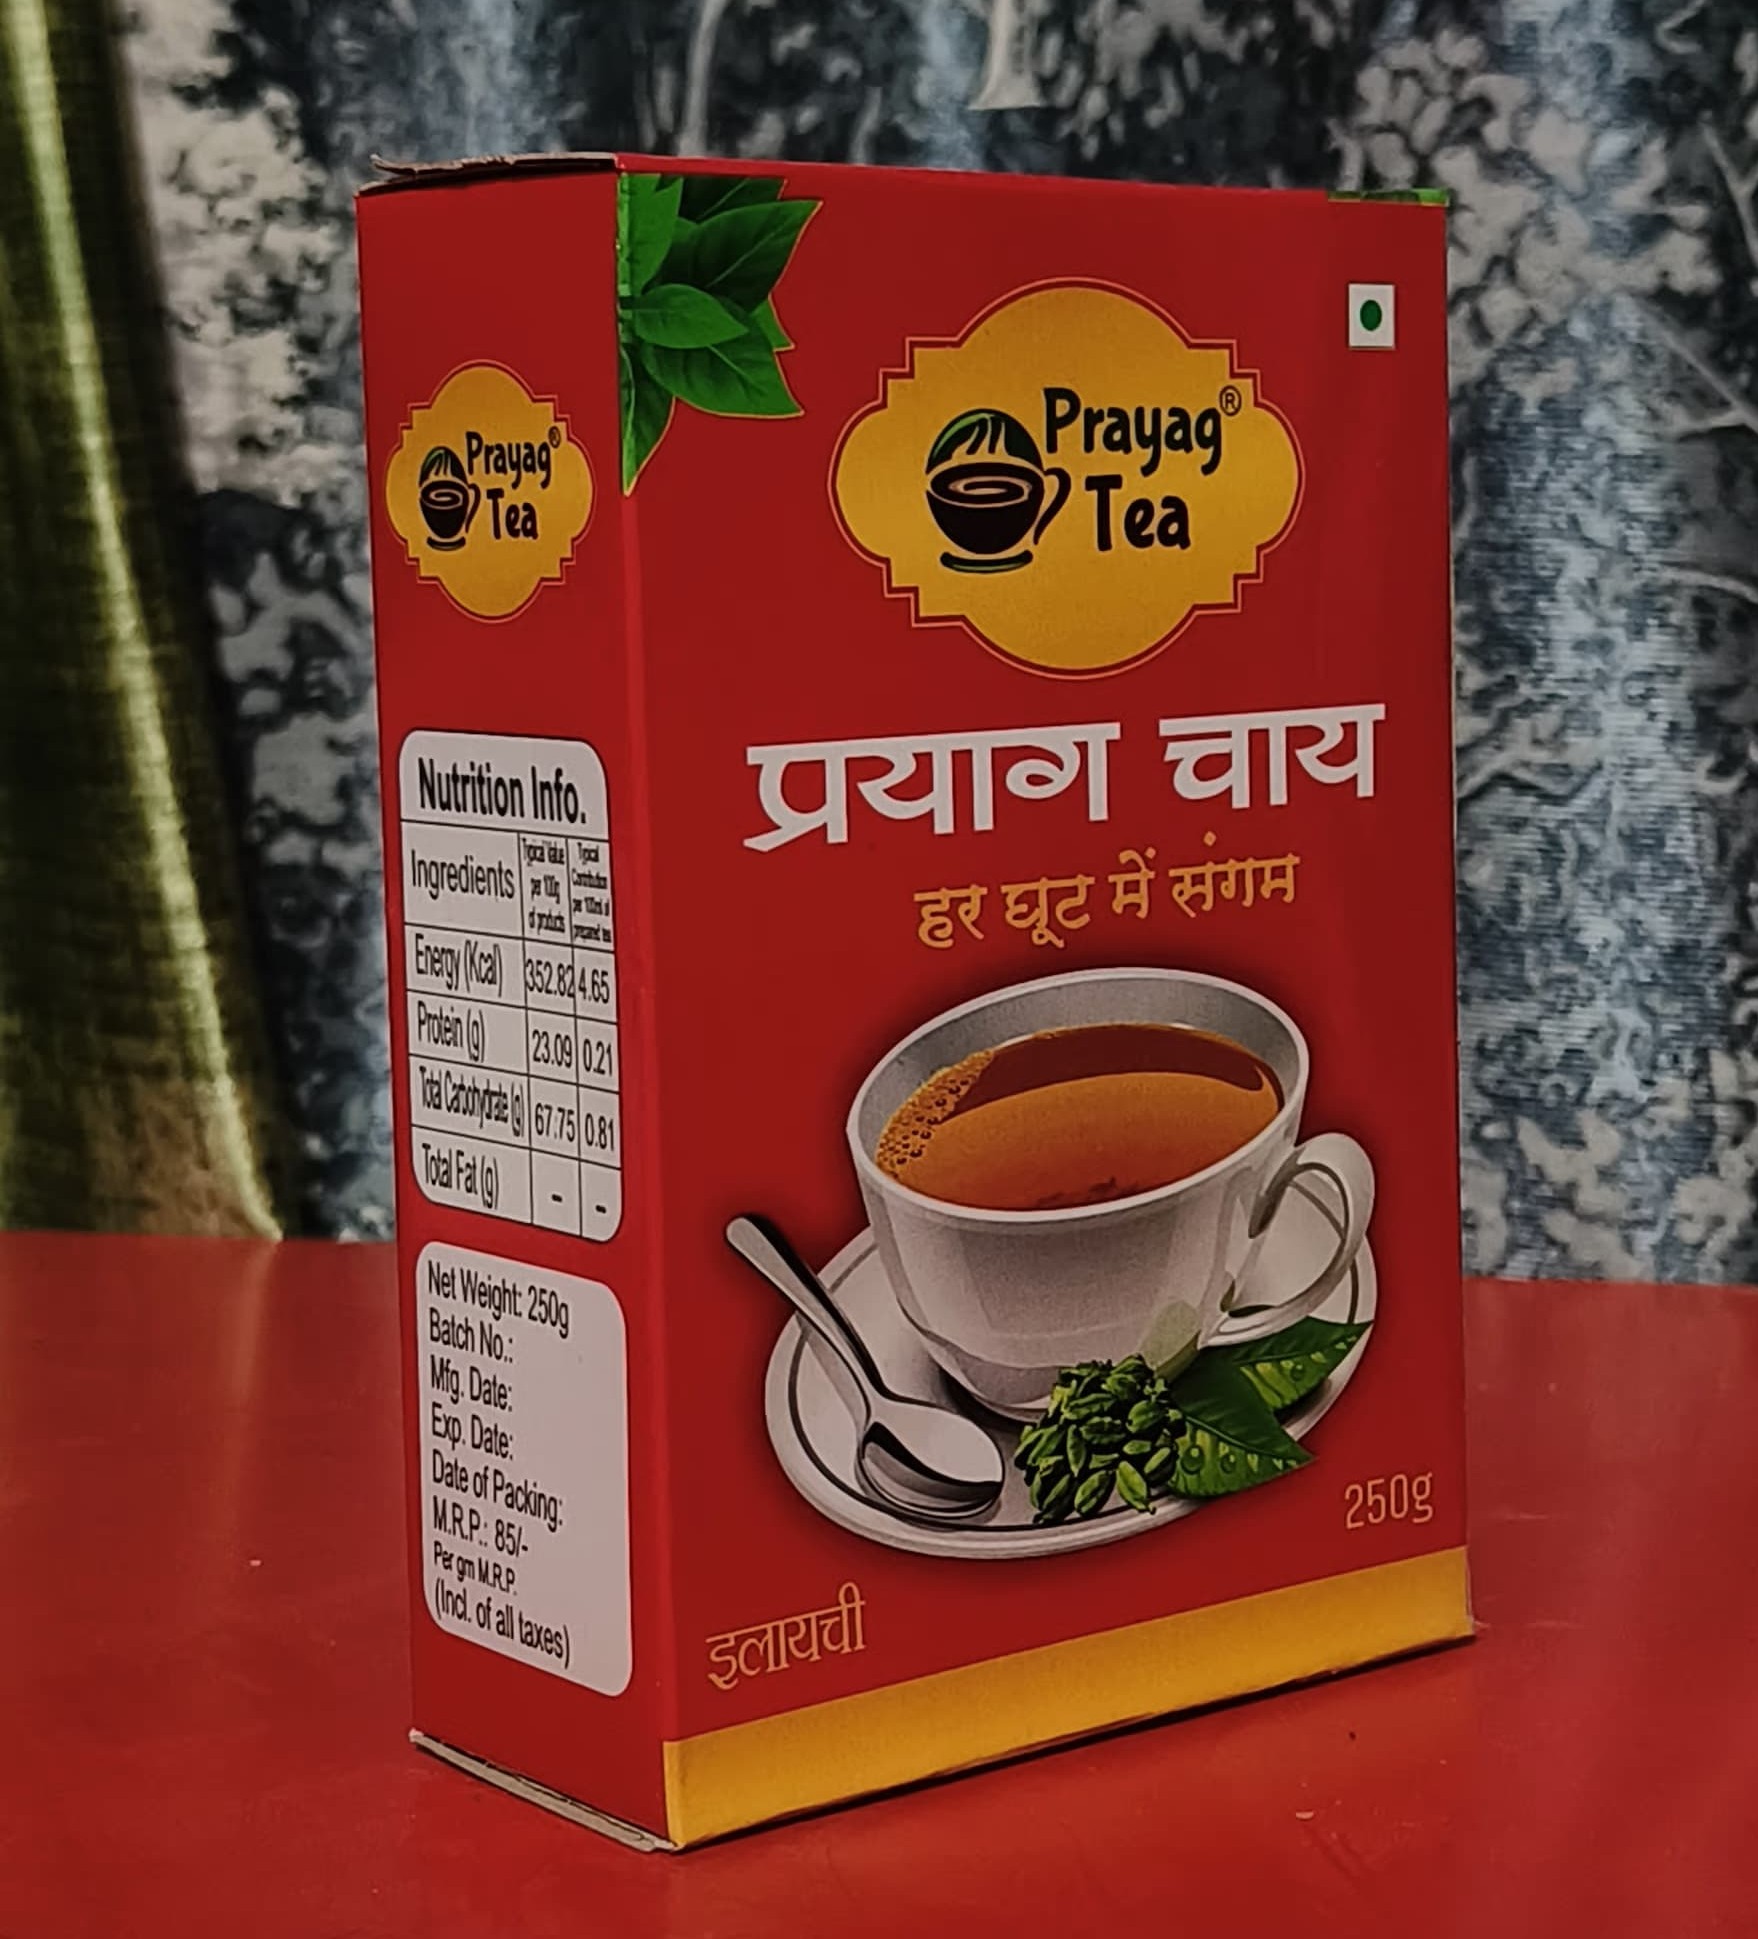 Prayag®
Tea
प्रयाग चाय
हर घूट में संगम
250g
इलायची
Prayag®
Tea
Nutrition Info.
Ingredients Typical Value per 100g of products Typical Contribution per 100ml of prepared tea
Energy (Kcal) 352.82 4.65
Protein (g) 23.09 0.21
Total Carbohydrate (g) 67.75 0.81
Total Fat (g) - -
Net Weight: 250g
Batch No.:
Mfg. Date:
Exp. Date:
Date of Packing:
M.R.P.: 85/-
Per gm M.R.P.
(Incl. of all taxes)